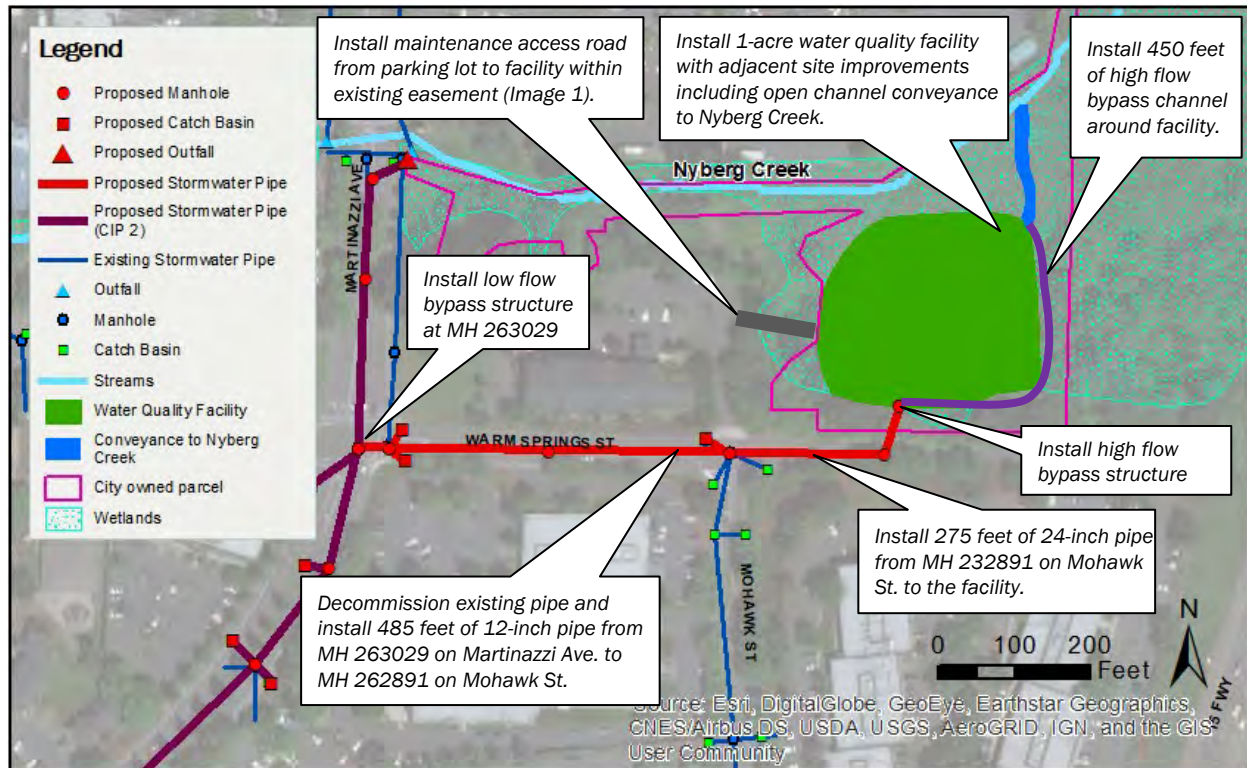 Legend
Proposed Manhole
Proposed Catch Basin
Proposed Outfall
Proposed Stormwater Pipe
Proposed Stormwater Pipe
(CIP 2)
Existing Stormwater Pipe
Outfall
Manhole
Catch Basin
Streams
Water Quality Facility
Conveyance to Nyberg
Creek
City owned parcel
Wetlands
Install maintenance access road
from parking lot to facility within
existing easement (Image 1).
Install 1-acre water quality facility
with adjacent site improvements
including open channel conveyance
to Nyberg Creek.
Install 450 feet
of high flow
bypass channel
around facility.
Nyberg Creek
MARTINAZZI AVE
Install low flow
bypass structure
at MH 263029
WARM SPRINGS ST
Install high flow
bypass structure
Install 275 feet of 24-inch pipe
from MH 232891 on Mohawk
St. to the facility.
Decommission existing pipe and
install 485 feet of 12-inch pipe from
MH 263029 on Martinazzi Ave. to
MH 262891 on Mohawk St.
MOHAWK ST
N
0 100 200
Feet
I5 FWY
Source: Esri, DigitalGlobe, GeoEye, Earthstar Geographics,
CNES/Airbus DS, USDA, USGS, AeroGRID, IGN, and the GIS
User Community